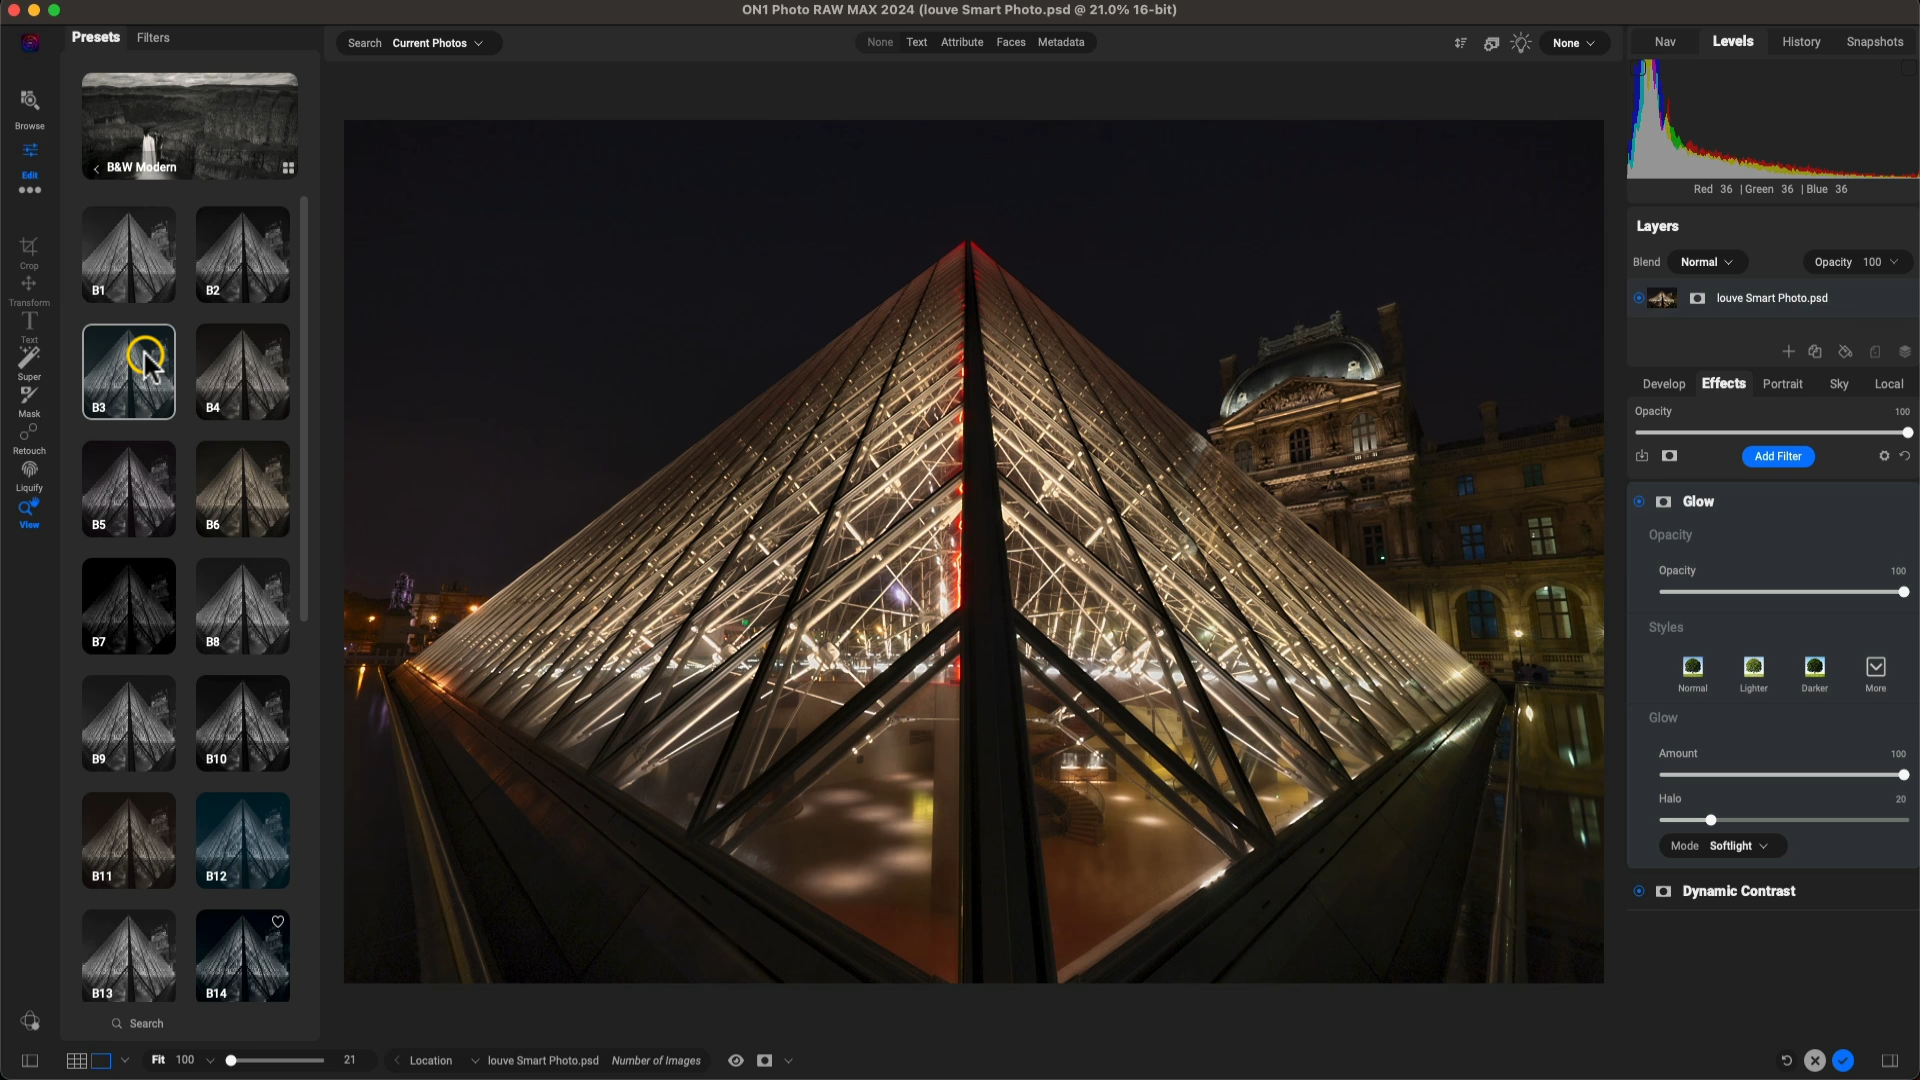 ON1 Photo RAW MAX 2024 (louve Smart Photo.psd @ 21.0% 16-bit)
Presets Filters
Search Current Photos
None Text Attribute Faces Metadata
None
Nav Levels History Snapshots
Browse
Edit
Crop
Transform
Text
Super
Mask
Retouch
Liquify
View
B&W Modern
B1 B2
B3 B4
B5 B6
B7 B8
B9 B10
B11 B12
B13 B14
Search
Red 36 | Green 36 | Blue 36
Layers
Blend Normal Opacity 100
louve Smart Photo.psd
Develop Effects Portrait Sky Local
Opacity 100
Add Filter
Glow
Opacity
Opacity 100
Styles
Normal Lighter Darker More
Glow
Amount 100
Halo 20
Mode Softlight
Dynamic Contrast
Fit 100 21 Location louve Smart Photo.psd Number of Images